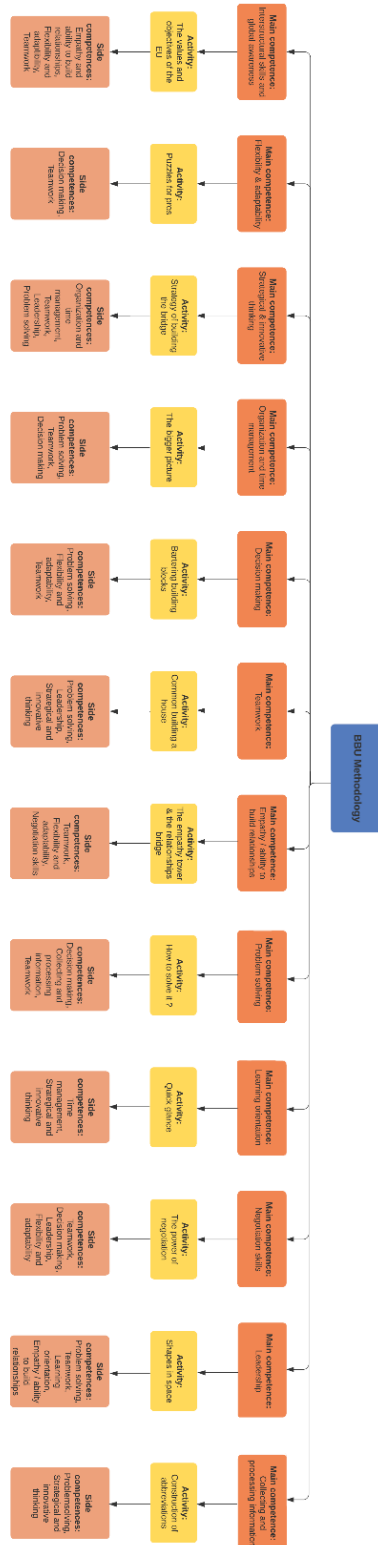 BBU Methodology
Main competence:
Intercultural skills and
global awareness
Main competence:
Flexibility & adaptability
Main competence:
Strategical & innovative
thinking
Main competence:
Organization and time
management
Main competence:
Decision making
Main competence:
Teamwork
Main competence:
Empathy / ability to
build relationships
Main competence:
Problem solving
Main competence:
Learning orientation
Main competence:
Negotiation skills
Main competence:
Leadership
Main competence:
Collecting and
processing information
Activity:
The values and
objectives of the
EU
Activity:
Puzzles for pros
Activity:
Strategy of building
the bridge
Activity:
The bigger picture
Activity:
Bartering building
blocks
Activity:
Common building a
house
Activity:
The empathy tower
& the relationships
bridge
Activity:
How to solve it ?
Activity:
Quick glance
Activity:
The power of
negotiation
Activity:
Shapes in space
Activity:
Construction of
abbreviations
Side
competences:
Empathy and
ability to build
relationships,
Flexibility and
adaptibility,
Teamwork
Side
competences:
Decision making,
Teamwork
Side
competences:
Organization and
time
management,
Teamwork,
Leadership,
Problem solving
Side
competences:
Problem solving,
Teamwork,
Decision making
Side
competences:
Problem solving,
Flexibility and
adaptability,
Teamwork
Side
competences:
Problem solving,
Leadership,
Strategical and
innovative
thinking
Side
competences:
Teamwork,
Flexibility and
adaptability,
Negotiation skills
Side
competences:
Decision making,
Collecting and
processing
information,
Teamwork
Side
competences:
Time
management,
Strategical and
innovative
thinking
Side
competences:
Teamwork,
Decision making,
Leadership,
Flexibility and
adaptability
Side
competences:
Problem solving,
Teamwork,
Learning
orientation,
Empathy / ability
to build
relationships
Side
competences:
Problemsolving,
Strategical and
innovative
thinking